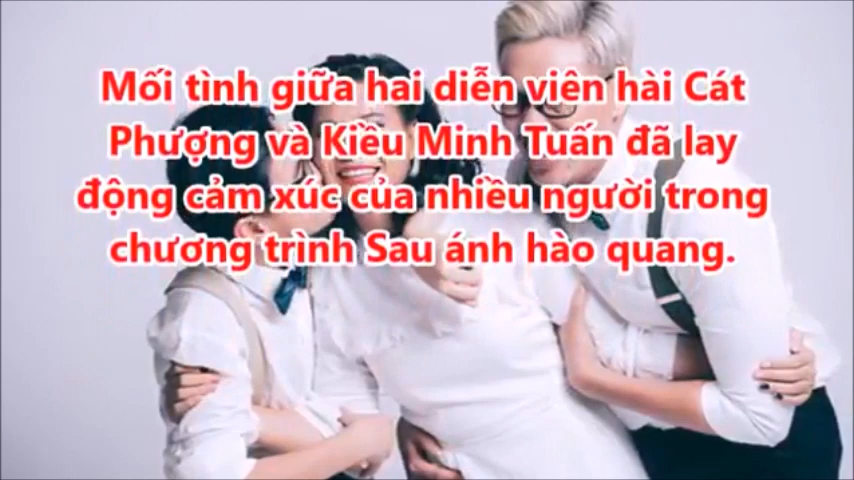 Mối tình giữa hai diễn viên hài Cát
Phượng và Kiều Minh Tuấn đã lay
động cảm xúc của nhiều người trong
chương trình Sau ánh hào quang.